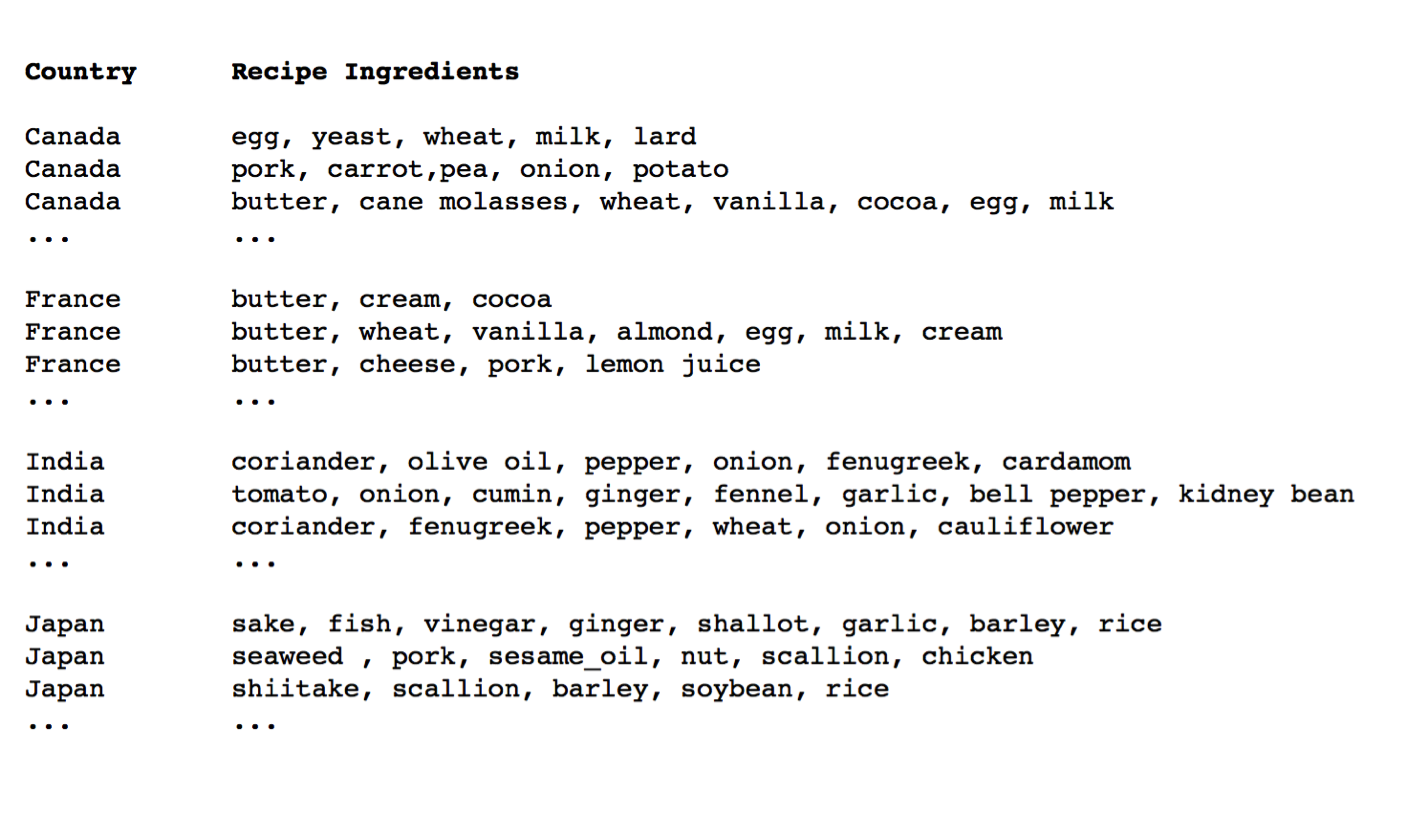 Country Recipe Ingredients
Canada egg, yeast, wheat, milk, lard
Canada pork, carrot,pea, onion, potato
Canada butter, cane molasses, wheat, vanilla, cocoa, egg, milk
... ...
France butter, cream, cocoa
France butter, wheat, vanilla, almond, egg, milk, cream
France butter, cheese, pork, lemon juice
... ...
India coriander, olive oil, pepper, onion, fenugreek, cardamom
India tomato, onion, cumin, ginger, fennel, garlic, bell pepper, kidney bean
India coriander, fenugreek, pepper, wheat, onion, cauliflower
... ...
Japan sake, fish, vinegar, ginger, shallot, garlic, barley, rice
Japan seaweed , pork, sesame_oil, nut, scallion, chicken
Japan shiitake, scallion, barley, soybean, rice
... ...